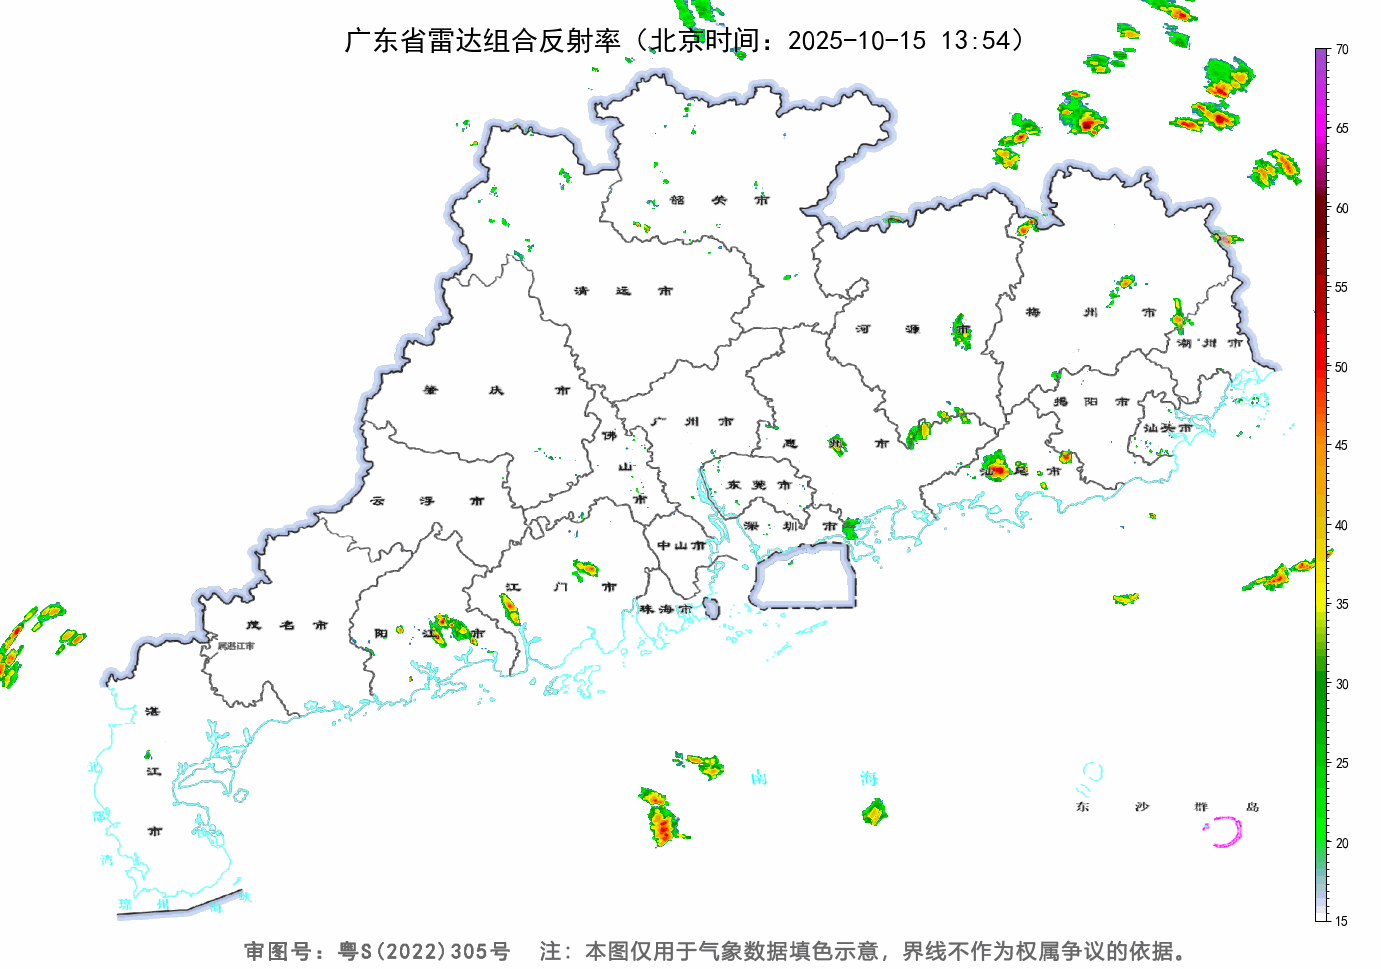 广东省雷达组合反射率（北京时间：2025-10-15 13:54）
70
65
60
55
50
45
40
35
30
25
20
15
韶关市
清远市
河源市
梅州市
潮州市
肇庆市
广州市
佛山市
惠州市
揭阳市
汕头市
云浮市
东莞市
汕尾市
深圳市
中山市
江门市
珠海市
茂名市
阳江市
属湛江市
湛江市
南海
东沙群岛
北部湾
琼州海峡
审图号：粤S(2022)305号 注：本图仅用于气象数据填色示意，界线不作为权属争议的依据。